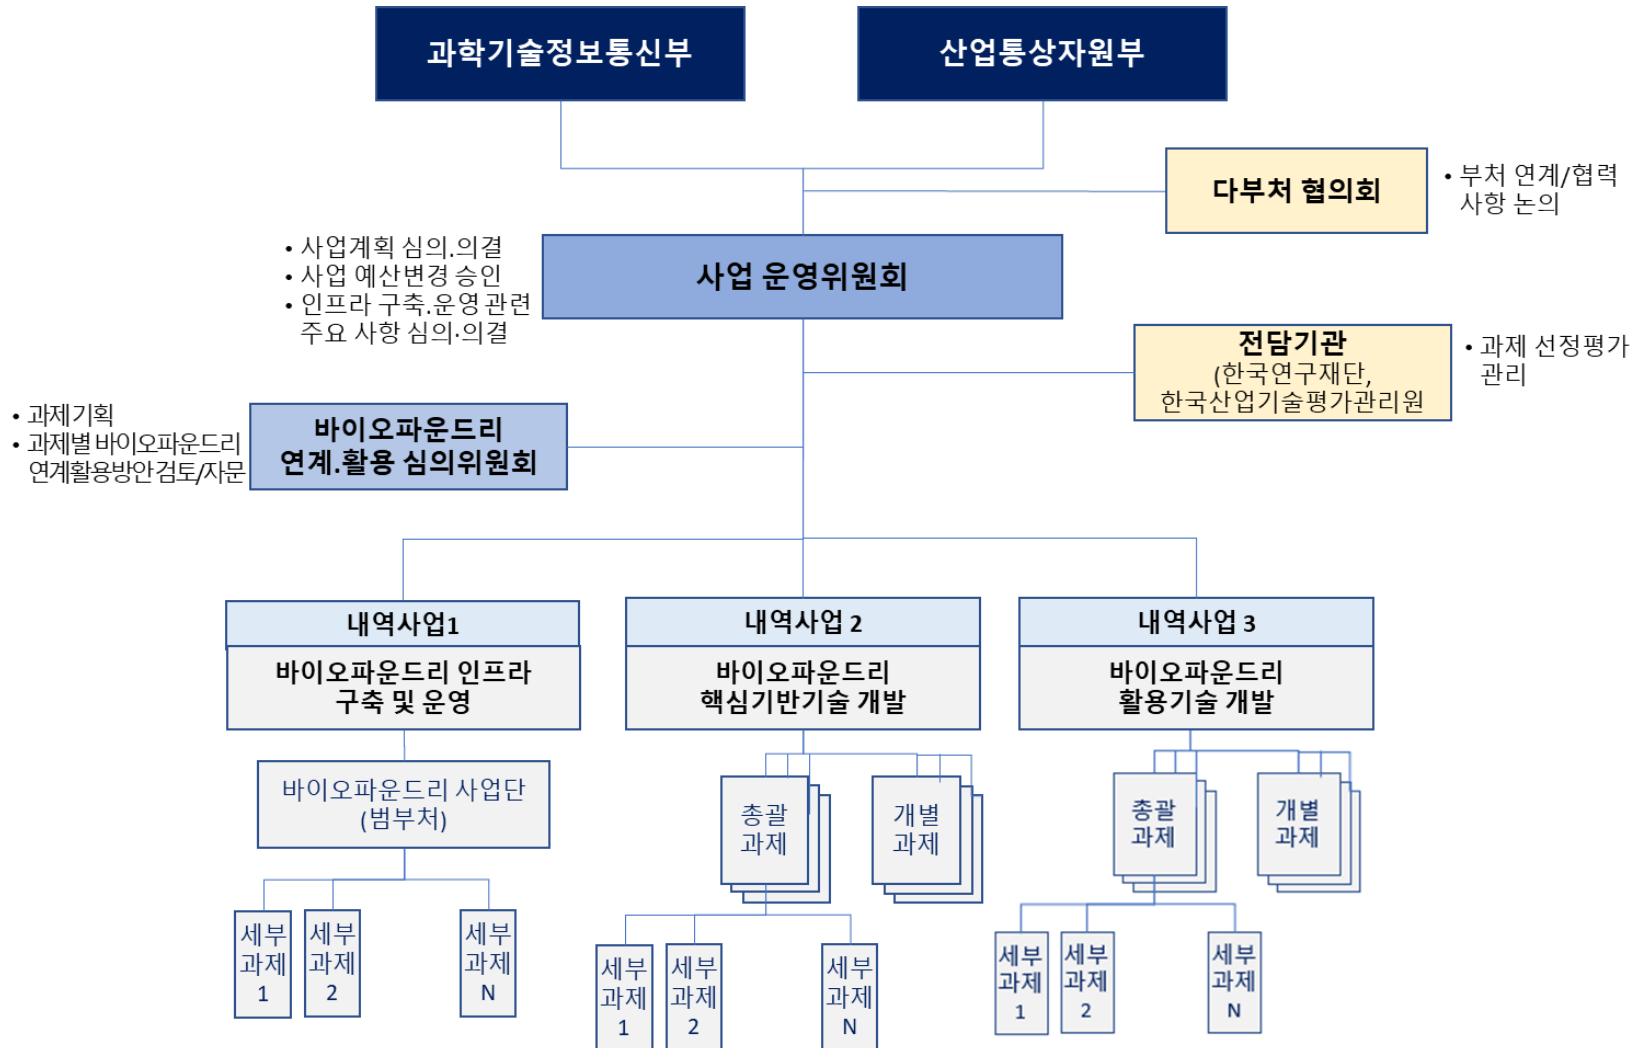 과학기술정보통신부
산업통상자원부
다부처 협의회
• 부처 연계/협력
사항 논의
• 사업계획 심의.의결
• 사업 예산변경 승인
• 인프라 구축.운영 관련
주요 사항 심의·의결
사업 운영위원회
전담기관
(한국연구재단,
한국산업기술평가관리원
• 과제 선정평가
관리
• 과제기획
• 과제별 바이오파운드리
연계활용방안 검토/자문
바이오파운드리
연계.활용 심의위원회
내역사업1
바이오파운드리 인프라
구축 및 운영
내역사업 2
바이오파운드리
핵심기반기술 개발
내역사업 3
바이오파운드리
활용기술 개발
바이오파운드리 사업단
(범부처)
세부
과제
1
세부
과제
2
세부
과제
N
총괄
과제
개별
과제
세부
과제
1
세부
과제
2
세부
과제
N
총괄
과제
개별
과제
세부
과제
1
세부
과제
2
세부
과제
N